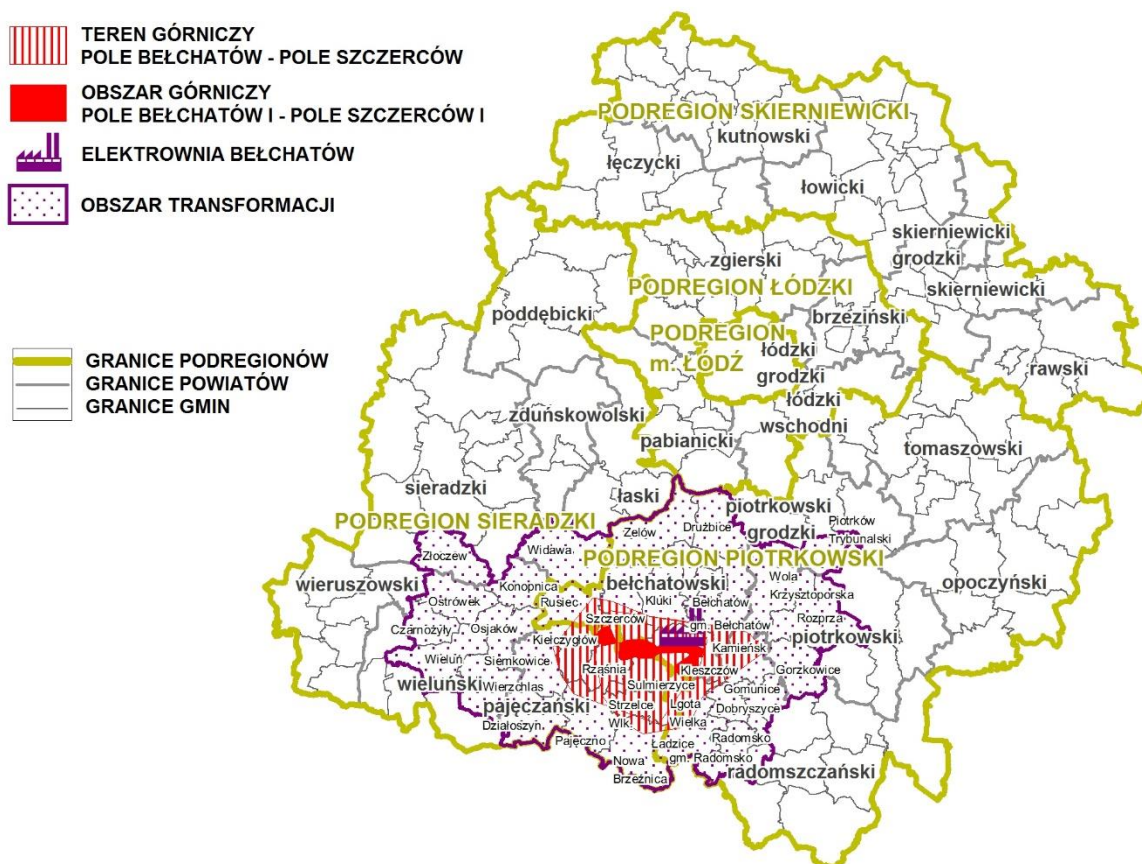 TEREN GÓRNICZY
POLE BEŁCHATÓW - POLE SZCZERCÓW
OBSZAR GÓRNICZY
POLE BEŁCHATÓW I - POLE SZCZERCÓW I
ELEKTROWNIA BEŁCHATÓW
OBSZAR TRANSFORMACJI
GRANICE PODREGIONÓW
GRANICE POWIATÓW
GRANICE GMIN
PODREGION SKIERNIEWICKI
kutnowski
łęczycki
łowicki
skierniewicki
grodzki
skierniewicki
zgierski
PODREGION ŁÓDZKI
poddębicki
brzeziński
PODREGION
m. ŁÓDŹ
łódzki
grodzki
rawski
łódzki
wschodni
zduńskowolski
pabianicki
tomaszowski
sieradzki
łaski
PODREGION SIERADZKI
piotrkowski
grodzki
Piotrków
Trybunalski
Zelów
Drużbice
PODREGION PIOTRKOWSKI
Złoczew
Widawa
wieruszowski
Konopnica
bełchatowski
Wola
Krzysztoporska
opoczyński
Ostrówek
Rusiec
Kluki
Bełchatów
Szczerców
gm. Bełchatów
Rozprza
Czarnożyły
Osjaków
Kiełczygłów
Kamieńsk
piotrkowski
Wieluń
Siemkowice
Rząśnia
Kleszczów
Gorzkowice
wieluński
Wierzchlas
Sulmierzyce
Gomunice
pajęczański
Strzelce
Wlk.
Lgota
Wielka
Dobryszyce
Działoszyn
Pajęczno
Ładzice
Radomsko
gm. Radomsko
Nowa
Brzeźnica
radomszczański